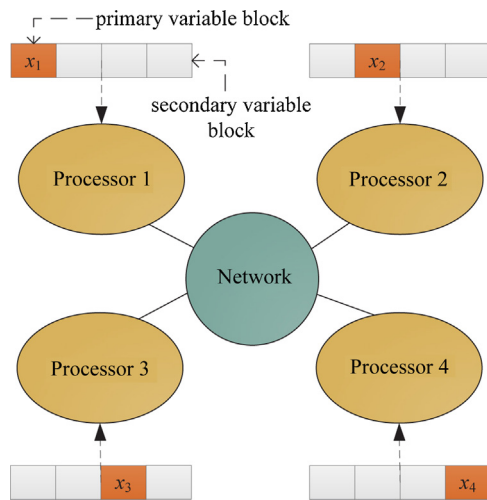 primary variable block
x1
x2
secondary variable
block
Processor 1
Processor 2
Network
Processor 3
Processor 4
x3
x4